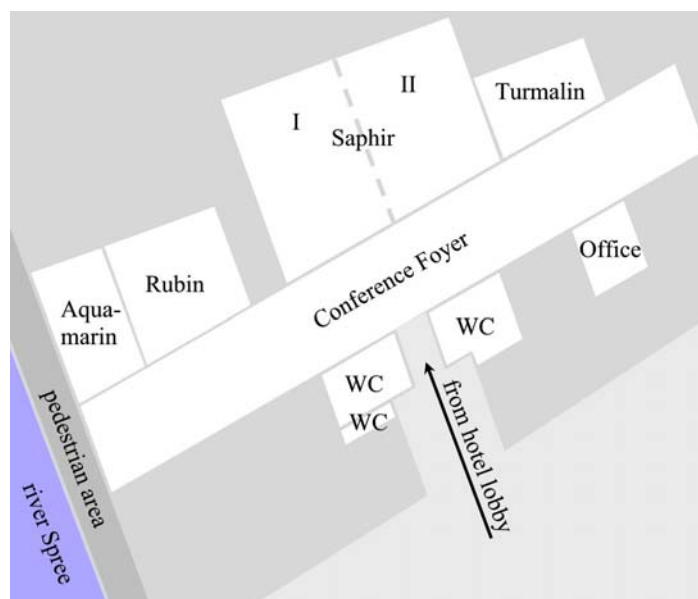 I
II
Saphir
Turmalin
Rubin
Aqua-
marin
Conference Foyer
Office
WC
WC
WC
from hotel lobby
pedestrian area
river Spree